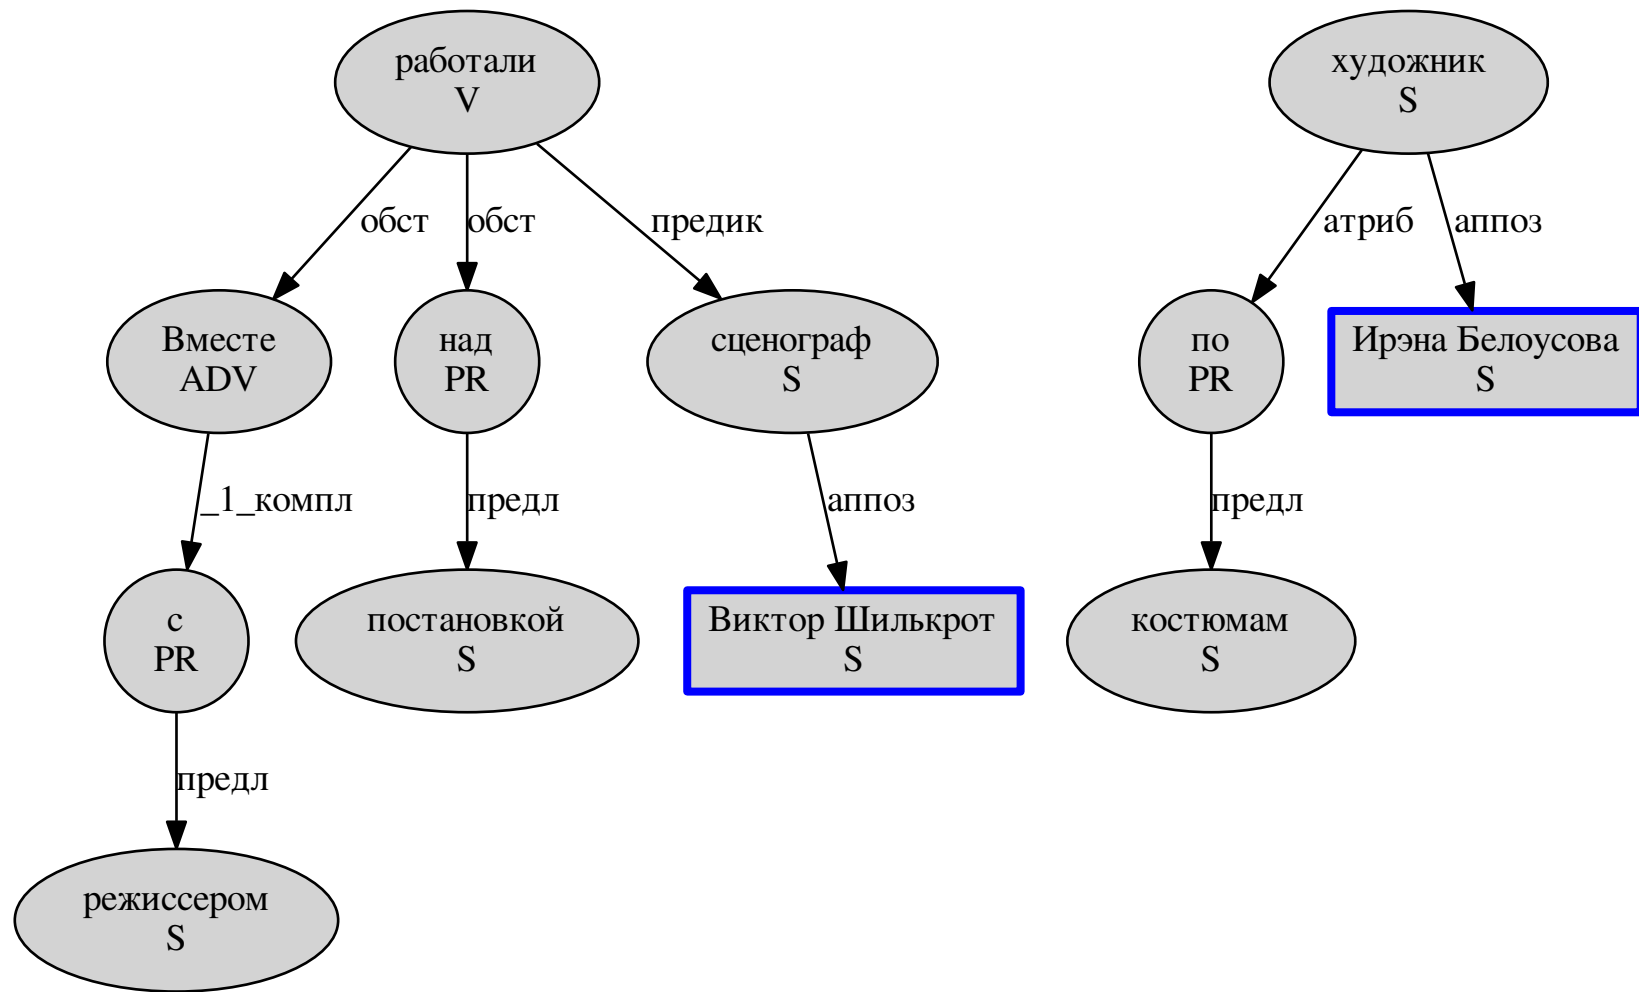 работали
V
художник
S
обст
обст
предик
атриб
аппоз
Вместе
ADV
над
PR
сценограф
S
по
PR
Ирэна Белоусова
S
_1_компл
предл
аппоз
предл
с
PR
постановкой
S
Виктор Шилькрот
S
костюмам
S
предл
режиссером
S